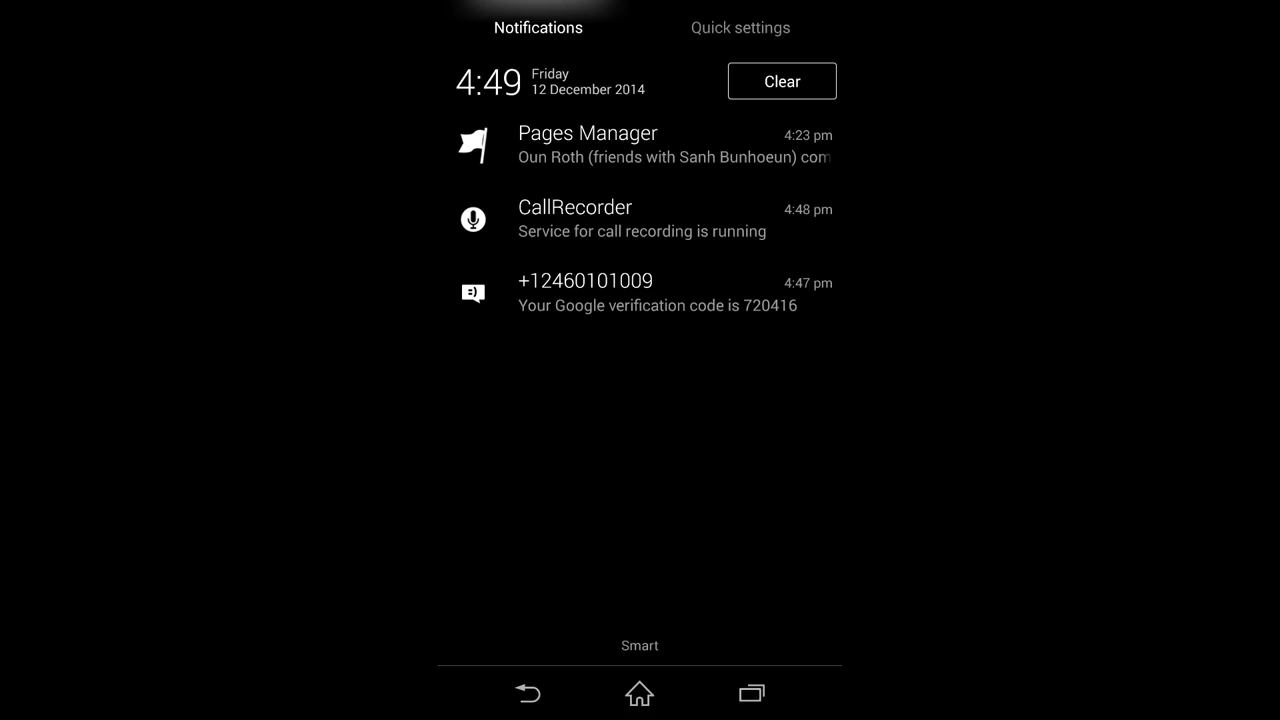 Notifications
Quick settings
4:49
Friday
12 December 2014
Clear
Pages Manager
4:23 pm
Oun Roth (friends with Sanh Bunhoeun) com
CallRecorder
4:48 pm
Service for call recording is running
+12460101009
4:47 pm
Your Google verification code is 720416
Smart